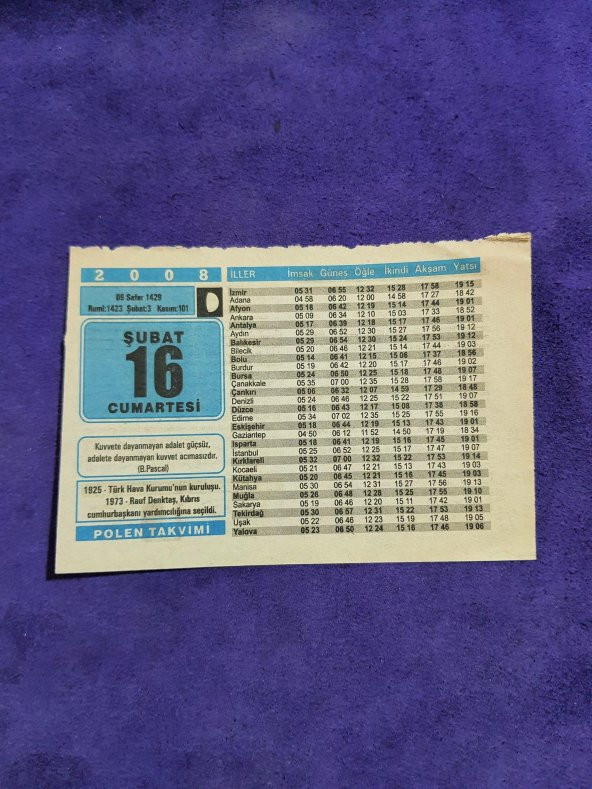 2 0 0 8
09 Safer 1429
Rumi:1423 Şubat:3 Kasım:101
ŞUBAT
16
CUMARTESİ
Kuvvete dayanmayan adalet güçsüz,
adalete dayanmayan kuvvet acımasızdır.
(B.Pascal)
1925 - Türk Hava Kurumu'nun kuruluşu.
1973 - Rauf Denktaş, Kıbrıs
cumhurbaşkanı yardımcılığına seçildi.
POLEN TAKVİMİ
İLLER İmsak Güneş Öğle İkindi Akşam Yatsı
İzmir 05 31 06 55 12 32 15 28 17 58 19 15
Adana 04 58 06 20 12 00 14 58 17 27 18 42
Afyon 05 16 06 42 12 19 15 14 17 44 19 01
Ankara 05 09 06 34 12 10 15 03 17 33 18 52
Antalya 05 17 06 39 12 18 15 17 17 46 19 01
Aydın 05 29 06 52 12 30 15 27 17 56 19 12
Balıkesir 05 29 06 54 12 30 15 24 17 53 19 12
Bilecik 05 20 06 46 12 21 15 14 17 44 19 03
Bolu 05 14 06 41 12 15 15 06 17 37 18 56
Burdur 05 19 06 42 12 20 15 18 17 47 19 02
Bursa 05 24 06 50 12 25 15 18 17 48 19 07
Çanakkale 05 35 07 00 12 35 15 28 17 58 19 17
Çankırı 05 06 06 32 12 07 14 59 17 29 18 48
Denizli 05 24 06 46 12 25 15 22 17 51 19 07
Düzce 05 16 06 43 12 17 15 08 17 38 18 58
Edirne 05 34 07 02 12 35 15 25 17 55 19 16
Eskişehir 05 18 06 44 12 19 15 13 17 43 19 01
Gaziantep 04 50 06 12 11 52 14 50 17 19 18 34
Isparta 05 18 06 41 12 19 15 16 17 45 19 01
İstanbul 05 25 06 52 12 25 15 16 17 47 19 07
Kırklareli 05 32 07 00 12 32 15 22 17 53 19 14
Kocaeli 05 21 06 47 12 21 15 13 17 43 19 03
Kütahya 05 20 06 45 12 21 15 16 17 45 19 03
Manisa 05 30 06 54 12 31 15 27 17 56 19 13
Muğla 05 26 06 48 12 28 15 25 17 55 19 10
Sakarya 05 19 06 46 12 20 15 11 17 42 19 01
Tekirdağ 05 30 06 57 12 31 15 22 17 53 19 13
Uşak 05 22 06 46 12 23 15 19 17 48 19 05
Yalova 05 23 06 50 12 24 15 16 17 46 19 06